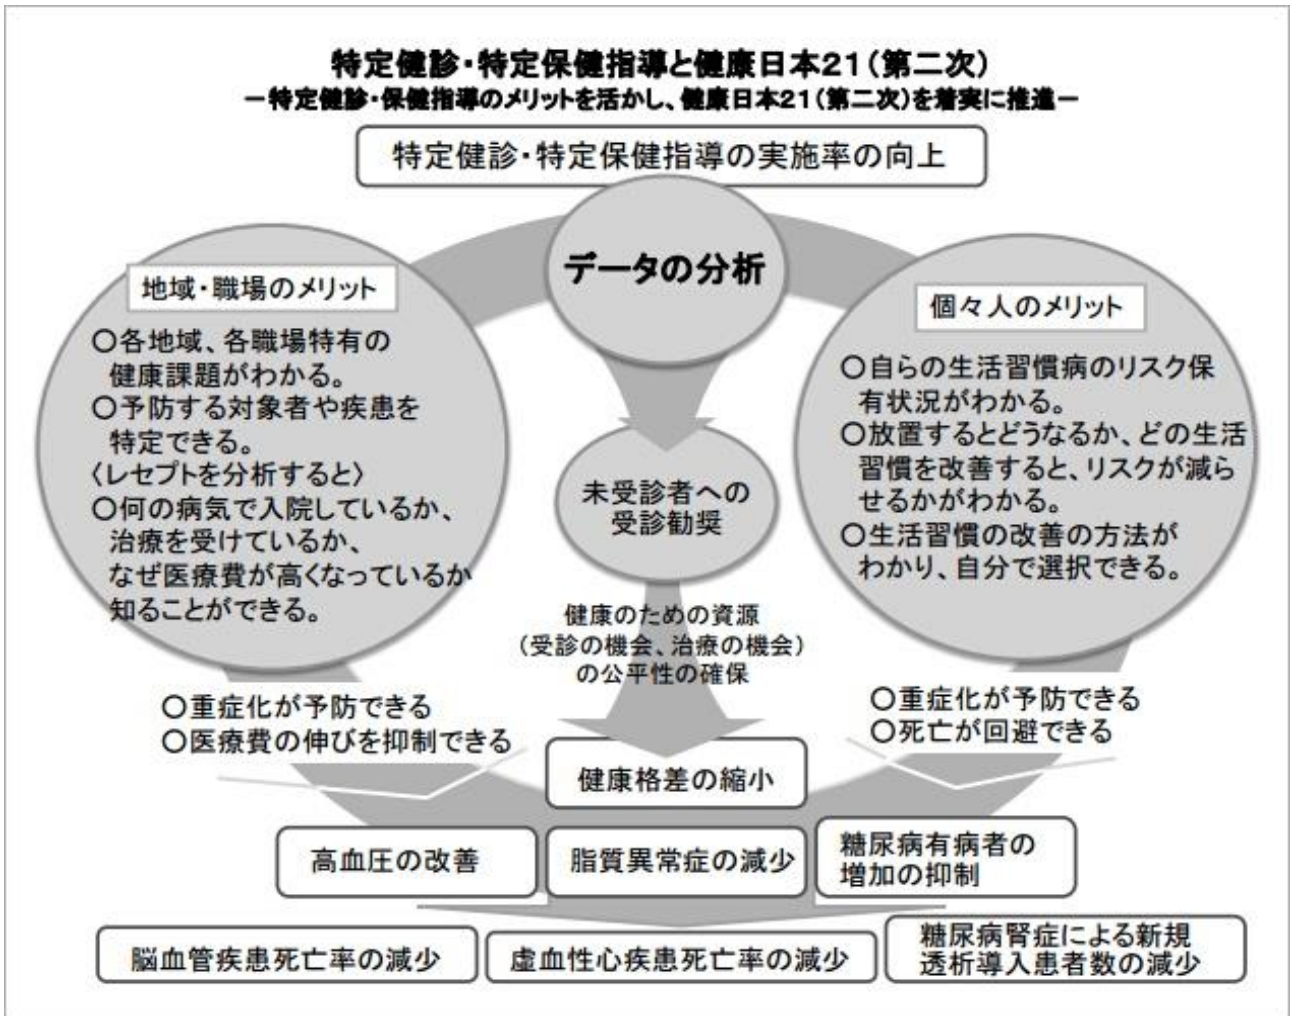 特定健診・特定保健指導と健康日本21（第二次）
－特定健診・保健指導のメリットを活かし、健康日本21（第二次）を着実に推進－
特定健診・特定保健指導の実施率の向上
データの分析
地域・職場のメリット
○各地域、各職場特有の
健康課題がわかる。
○予防する対象者や疾患を
特定できる。
〈レセプトを分析すると〉
○何の病気で入院しているか、
治療を受けているか、
なぜ医療費が高くなっているか
知ることができる。
個々人のメリット
○自らの生活習慣病のリスク保
有状況がわかる。
○放置するとどうなるか、どの生活
習慣を改善すると、リスクが減ら
せるかがわかる。
○生活習慣の改善の方法が
わかり、自分で選択できる。
未受診者への
受診勧奨
健康のための資源
（受診の機会、治療の機会）
の公平性の確保
○重症化が予防できる
○医療費の伸びを抑制できる
○重症化が予防できる
○死亡が回避できる
健康格差の縮小
高血圧の改善
脂質異常症の減少
糖尿病有病者の
増加の抑制
脳血管疾患死亡率の減少
虚血性心疾患死亡率の減少
糖尿病腎症による新規
透析導入患者数の減少